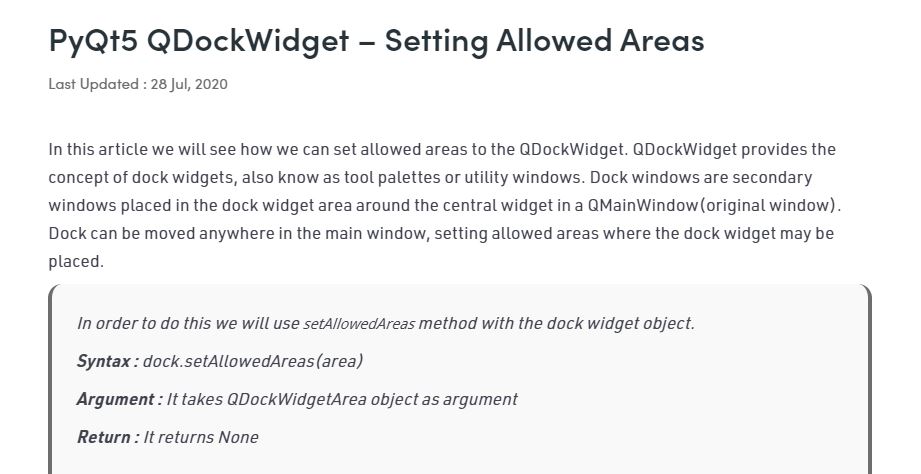 PyQt5 QDockWidget – Setting Allowed Areas
Last Updated : 28 Jul, 2020
In this article we will see how we can set allowed areas to the QDockWidget. QDockWidget provides the
concept of dock widgets, also know as tool palettes or utility windows. Dock windows are secondary
windows placed in the dock widget area around the central widget in a QMainWindow(original window).
Dock can be moved anywhere in the main window, setting allowed areas where the dock widget may be
placed.
In order to do this we will use setAllowedAreas method with the dock widget object.
Syntax : dock.setAllowedAreas(area)
Argument : It takes QDockWidgetArea object as argument
Return : It returns None